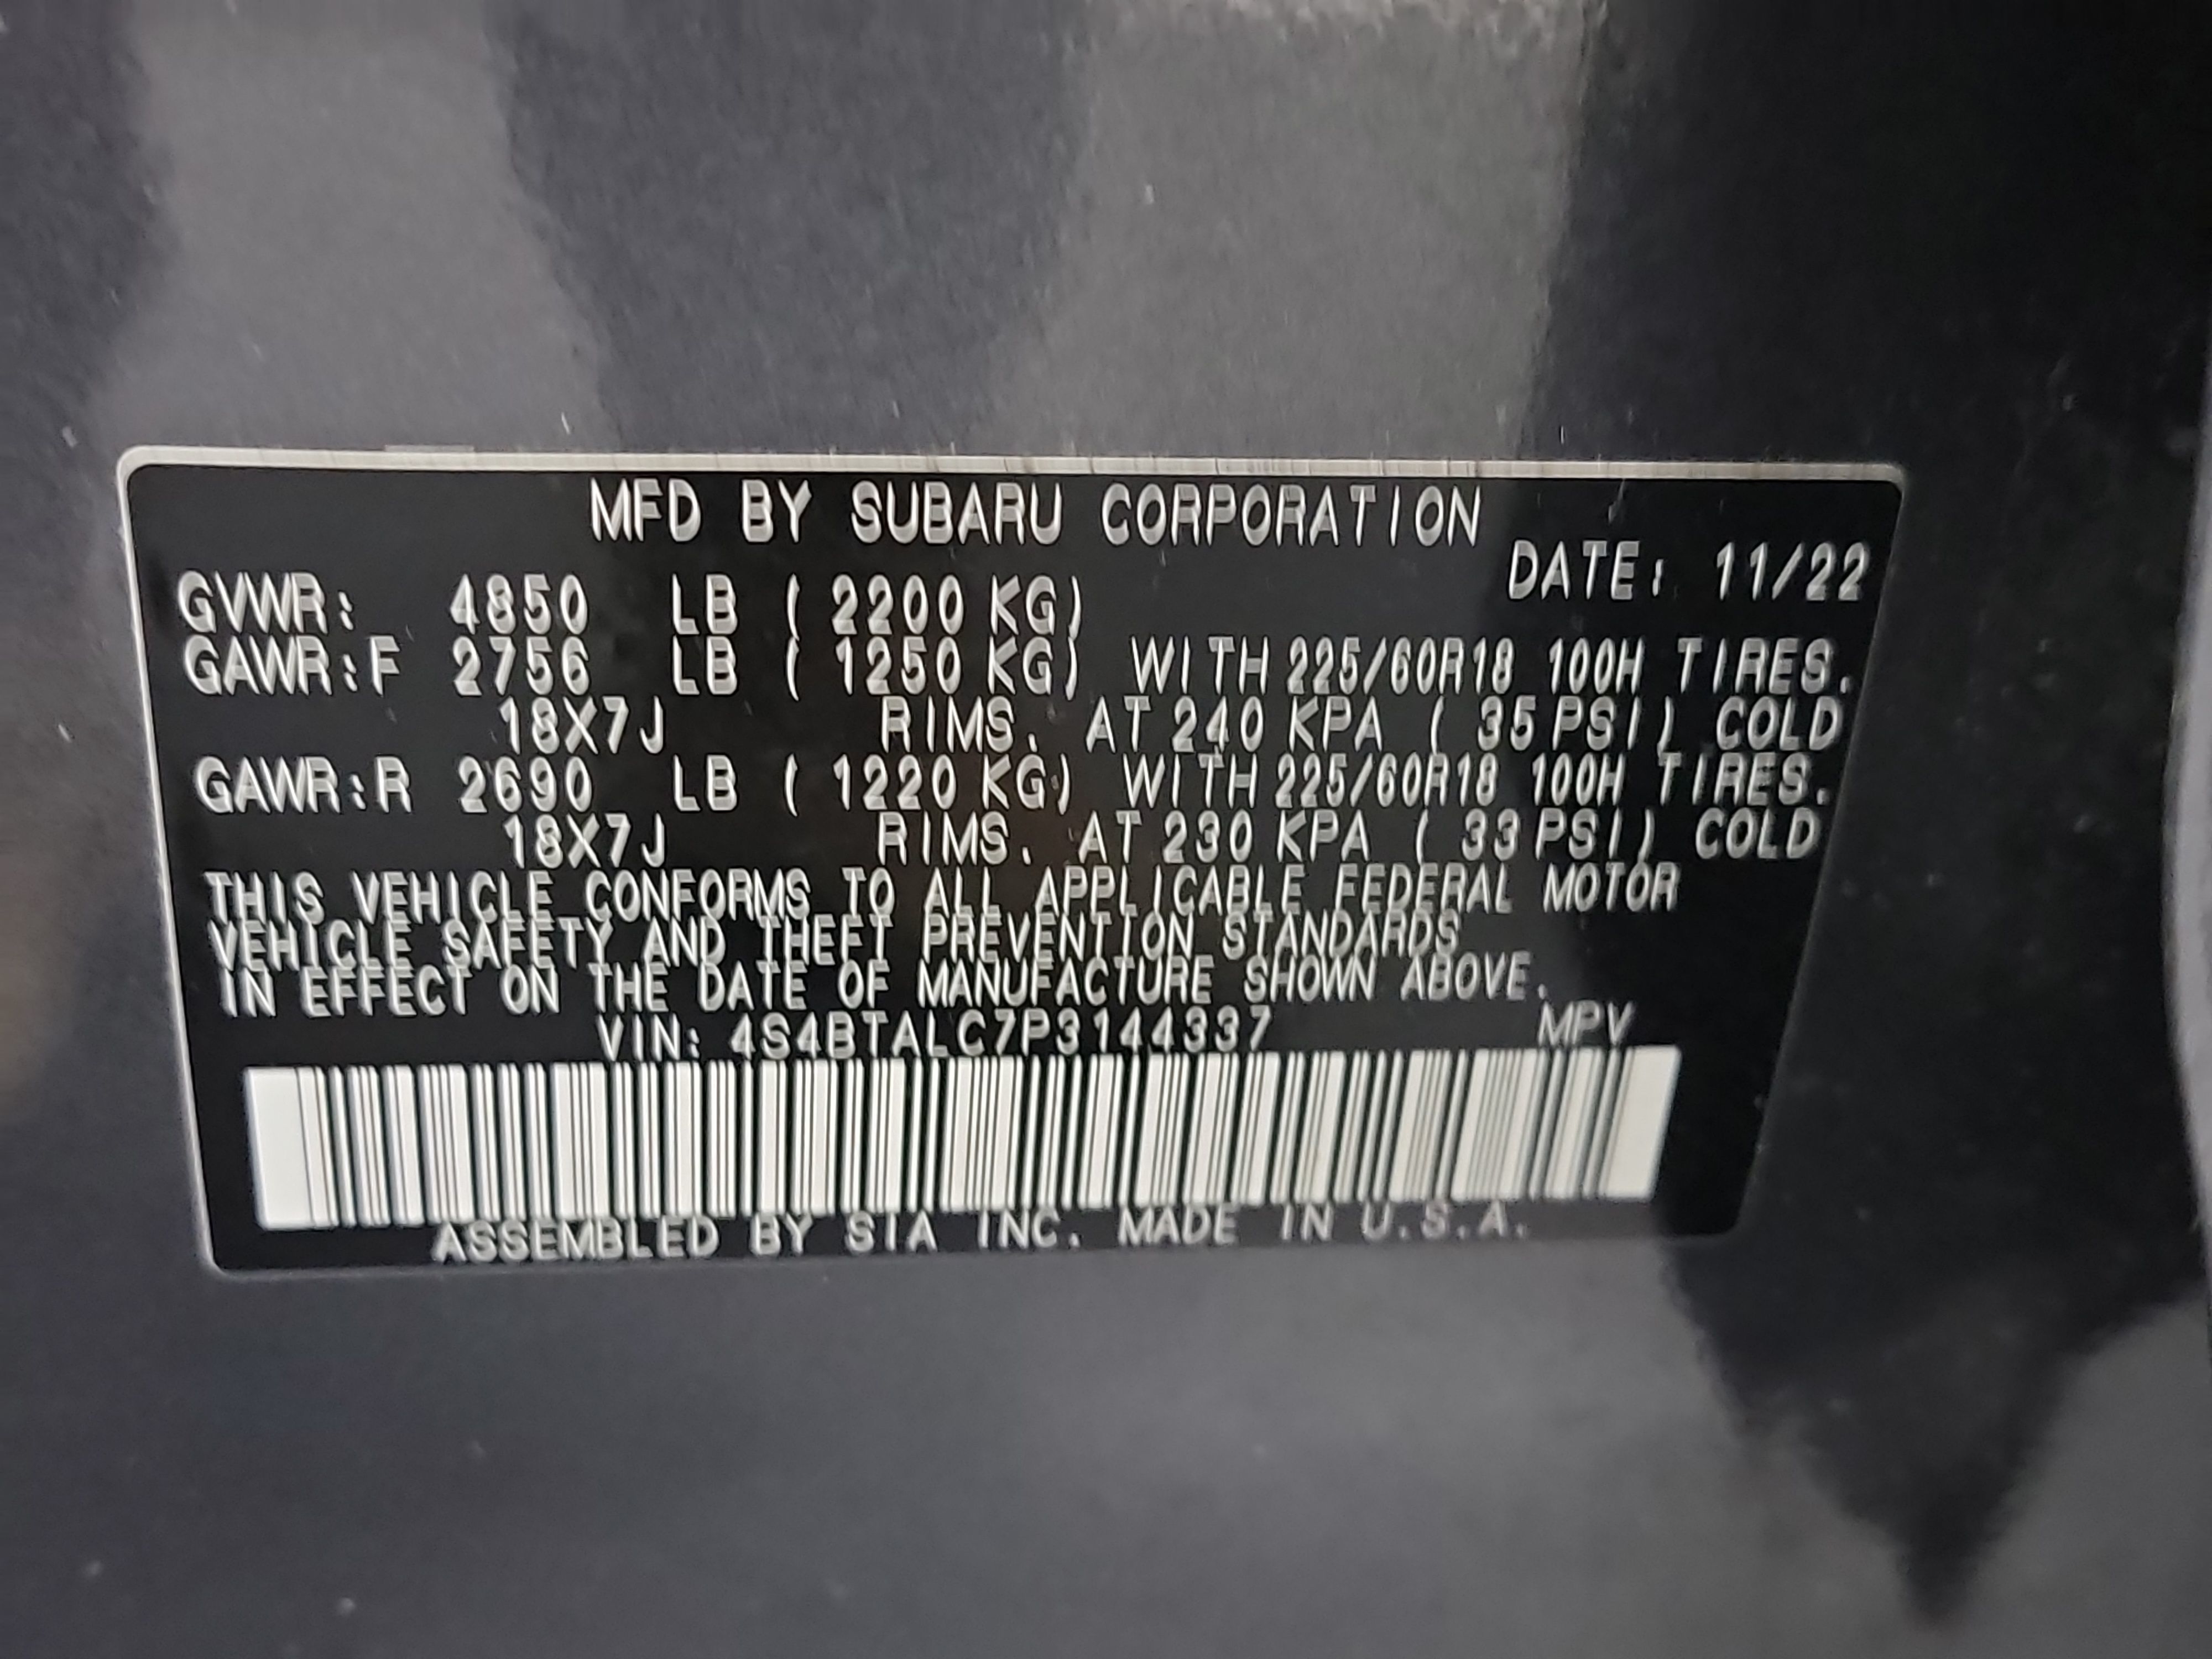 MFD BY SUBARU CORPORATION
DATE: 11/22
GVWR: 4850 LB ( 2200 KG)
GAWR:F 2756 LB ( 1250 KG) WITH 225/60R18 100H TIRES.
18X7J RIMS. AT 240 KPA ( 35 PSI) COLD
GAWR:R 2690 LB ( 1220 KG) WITH 225/60R18 100H TIRES.
18X7J RIMS. AT 230 KPA ( 33 PSI) COLD
THIS VEHICLE CONFORMS TO ALL APPLICABLE FEDERAL MOTOR
VEHICLE SAFETY AND THEFT PREVENTION STANDARDS
IN EFFECT ON THE DATE OF MANUFACTURE SHOWN ABOVE.
VIN: 4S4BTALC7P3144337 MPV
ASSEMBLED BY SIA INC. MADE IN U.S.A.